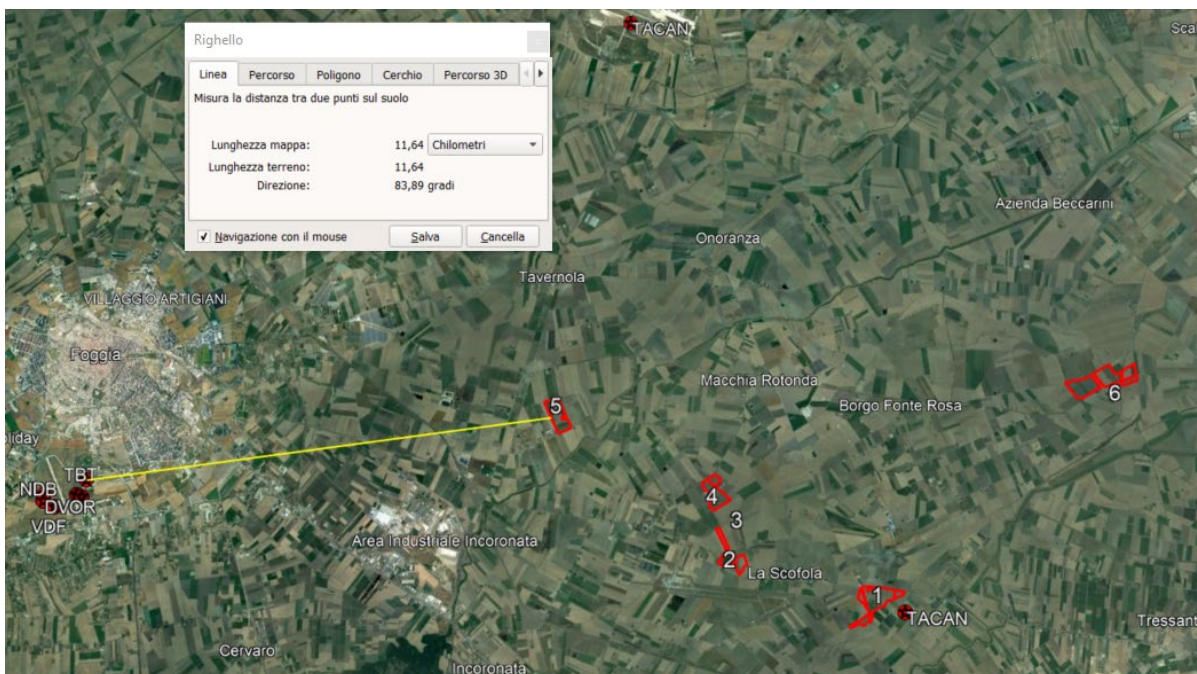 TACAN
Sca
Righello
Linea Percorso Poligono Cerchio Percorso 3D
Misura la distanza tra due punti sul suolo
Lunghezza mappa: 11,64 Chilometri
Lunghezza terreno: 11,64
Direzione: 83,89 gradi
Navigazione con il mouse Salva Cancella
Azienda Beccarini
Onoranza
Tavernola
VILLAGGIO ARTIGIANI
Foggia
Macchia Rotonda
6
Borgo Fonte Rosa
5
oliday
TBT
NDB
DVOR
VDF
4
3
Area Industriale Incoronata
2
La Scofola
1
TACAN
Tressant
Cervaro
Incoronata